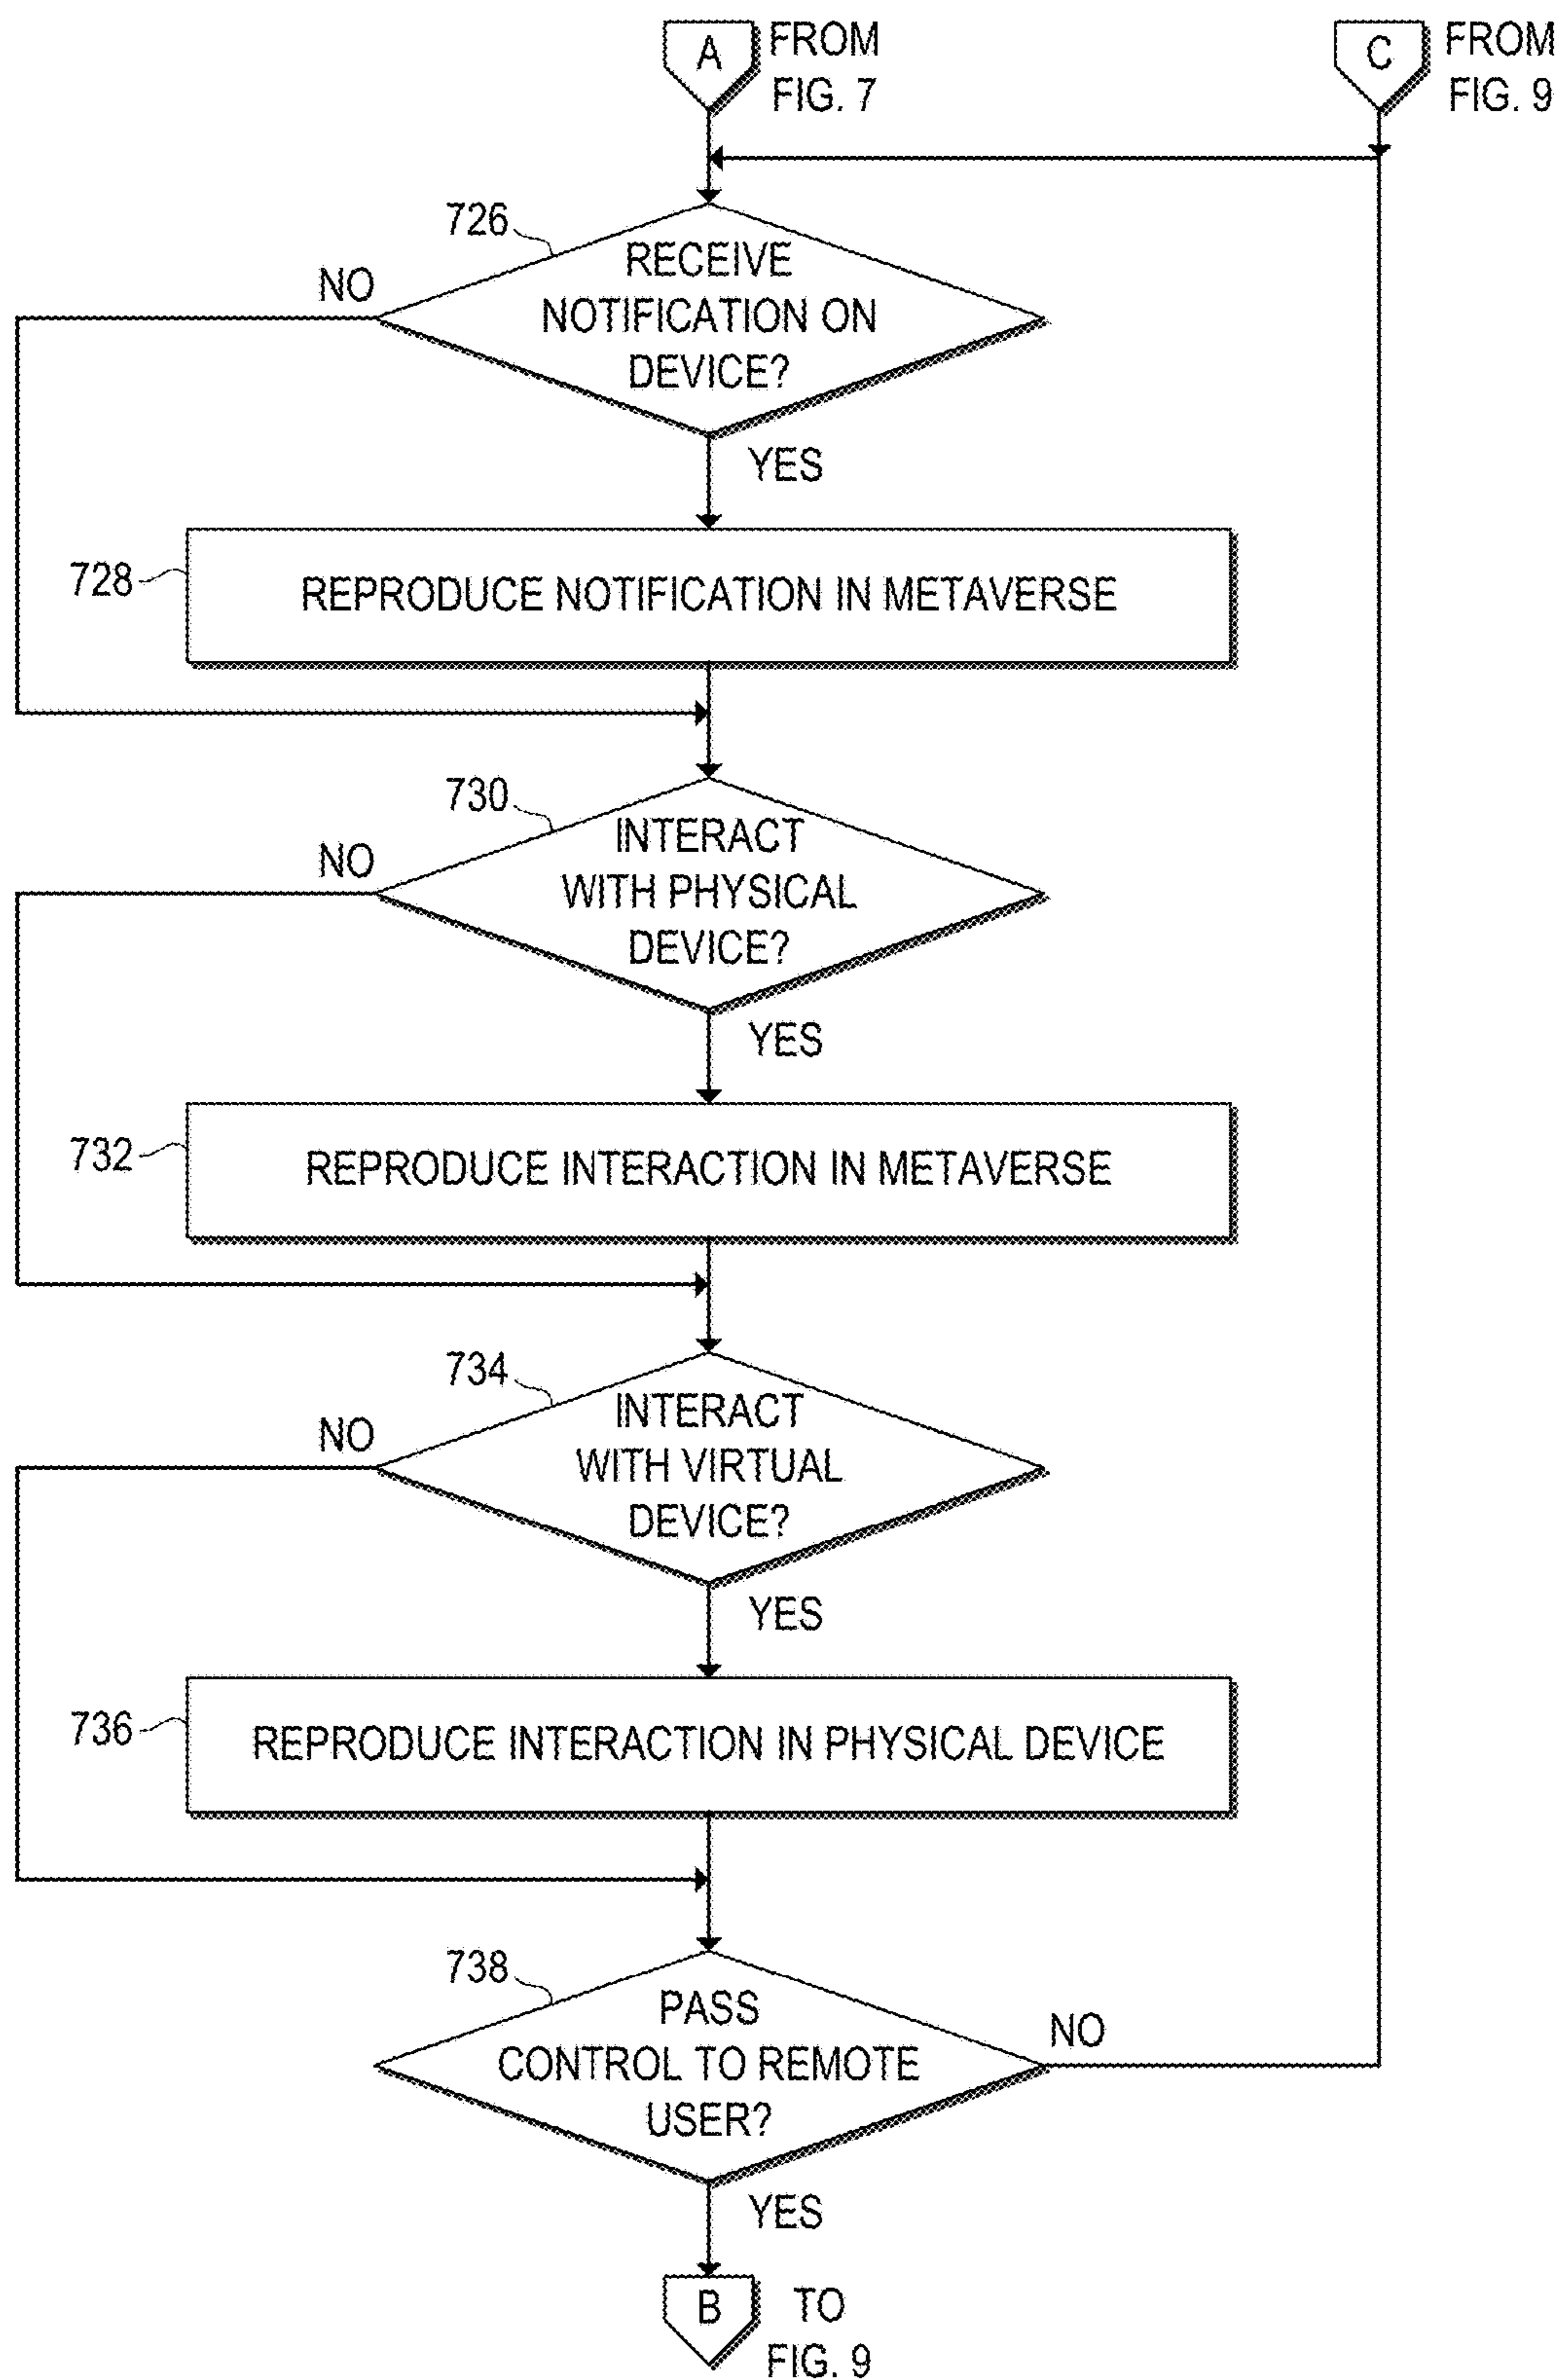 A
FROM
FIG. 7
C
FROM
FIG. 9
726
RECEIVE
NOTIFICATION ON
DEVICE?
NO
YES
728
REPRODUCE NOTIFICATION IN METAVERSE
730
INTERACT
WITH PHYSICAL
DEVICE?
NO
YES
732
REPRODUCE INTERACTION IN METAVERSE
734
INTERACT
WITH VIRTUAL
DEVICE?
NO
YES
736
REPRODUCE INTERACTION IN PHYSICAL DEVICE
738
PASS
CONTROL TO REMOTE
USER?
NO
YES
B
TO
FIG. 9